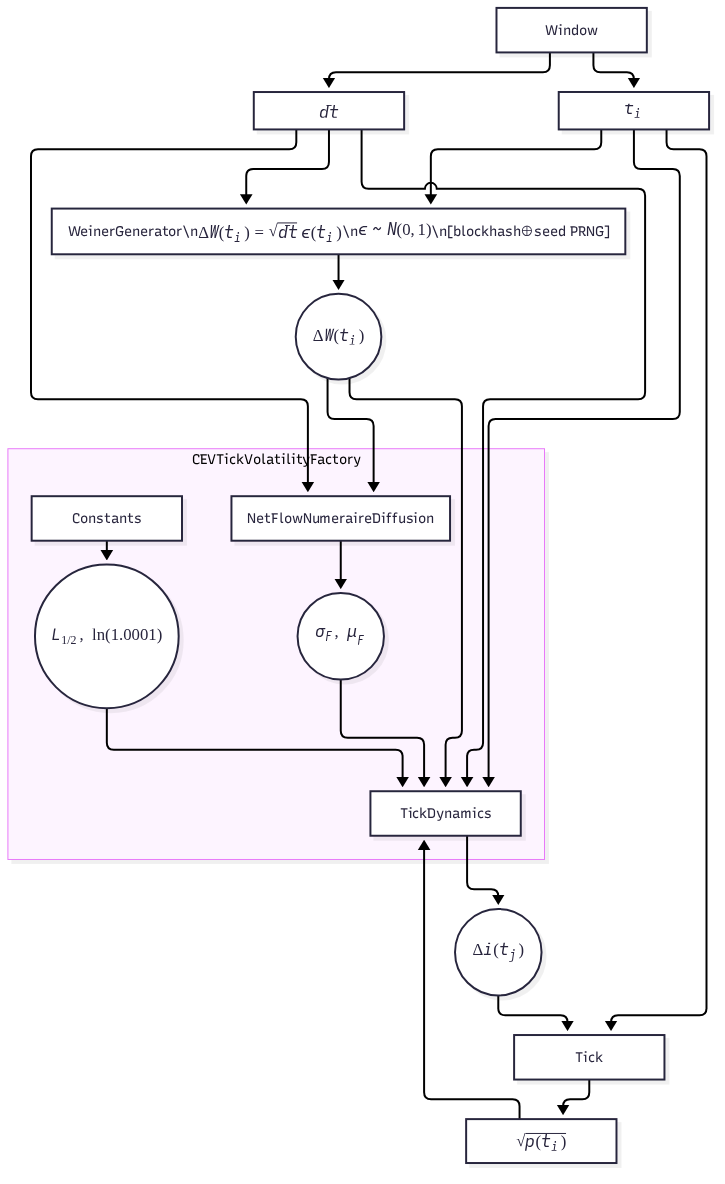 Window
dt
t_i
WeinerGenerator\nΔW(t_i) = √dt ϵ(t_i)\nϵ ~ N(0, 1)\n[blockhash⊕seed PRNG]
ΔW(t_i)
CEVTickVolatilityFactory
Constants
NetFlowNumeraireDiffusion
L_1/2, ln(1.0001)
σ_F, μ_F
TickDynamics
Δi(t_j)
Tick
√p(t_i)